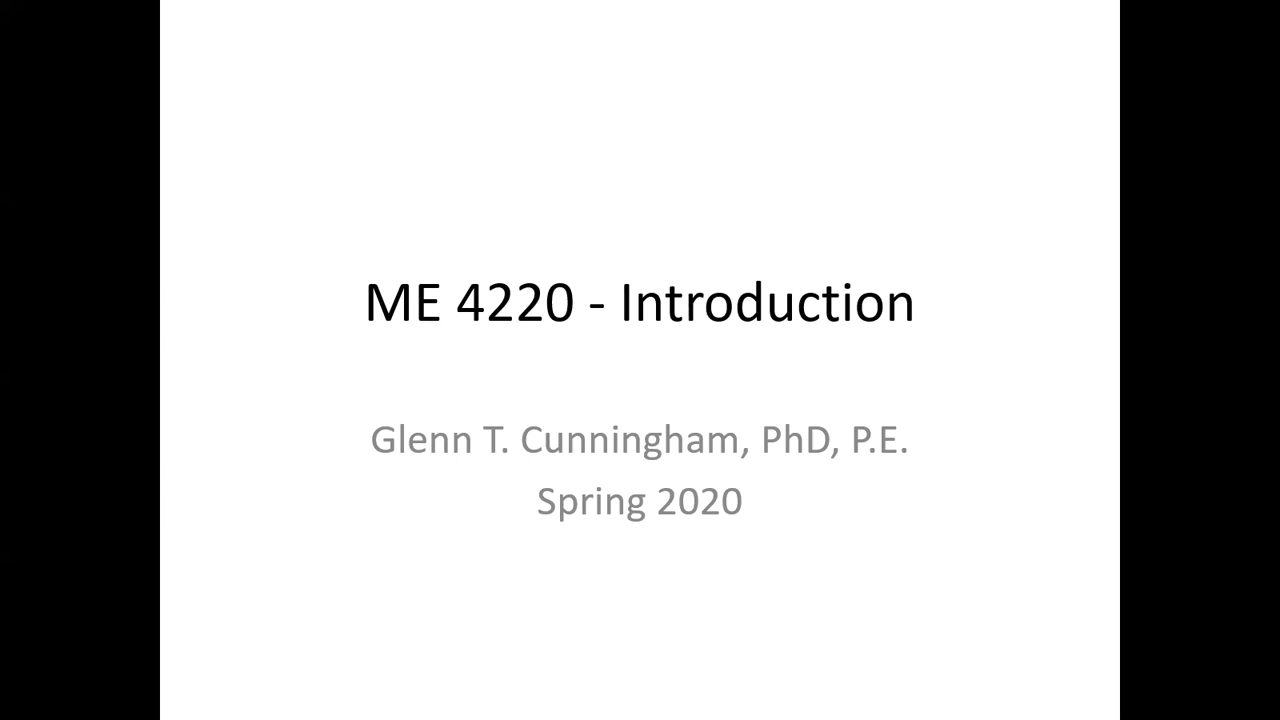 ME 4220 - Introduction
Glenn T. Cunningham, PhD, P.E.
Spring 2020